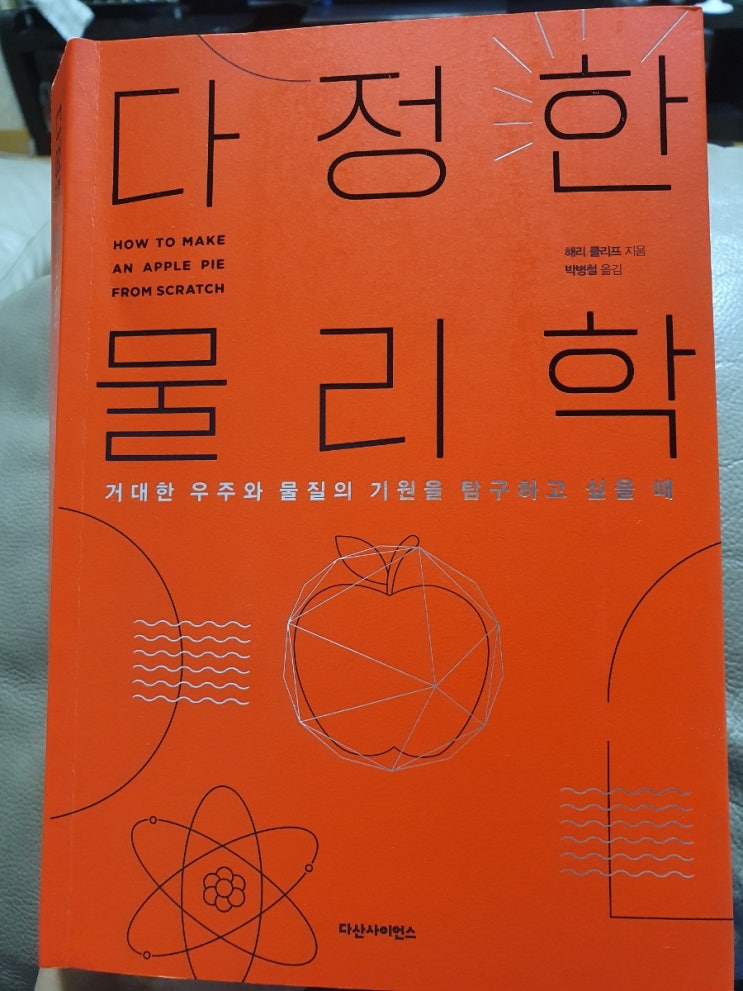 다정한
HOW TO MAKE
AN APPLE PIE
FROM SCRATCH
해리 클리프 지음
박병철 옮김
물리학
거대한 우주와 물질의 기원을 탐구하고 싶을 때
다산사이언스